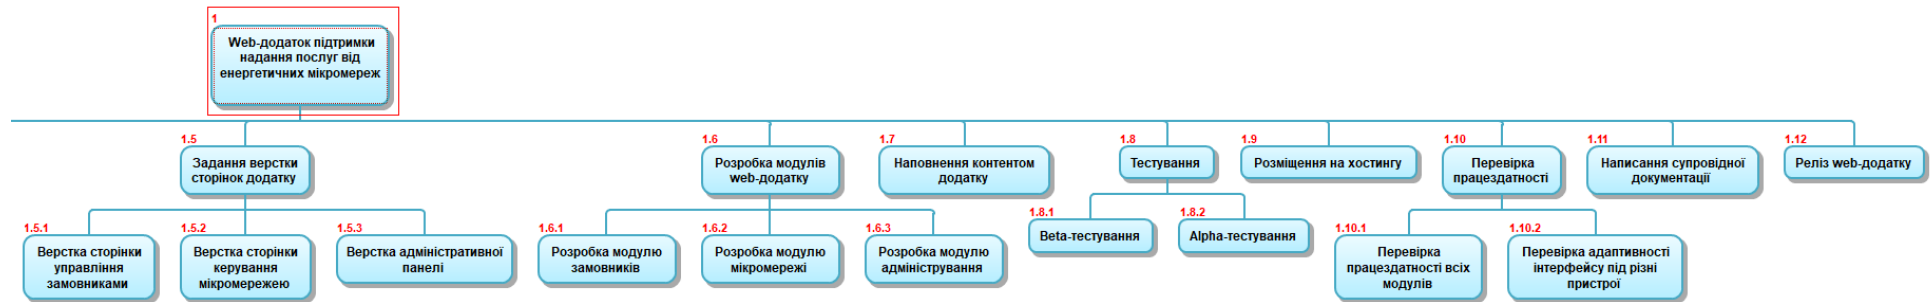 1
Web-додаток підтримки
надання послуг від
енергетичних мікромереж
1.5
Задання верстки
сторінок додатку
1.6
Розробка модулів
web-додатку
1.7
Наповнення контентом
додатку
1.8
Тестування
1.9
Розміщення на хостингу
1.10
Перевірка
працездатності
1.11
Написання супровідної
документації
1.12
Реліз web-додатку
1.5.1
Верстка сторінки
управління
замовниками
1.5.2
Верстка сторінки
керування
мікромережею
1.5.3
Верстка адміністративної
панелі
1.6.1
Розробка модулю
замовників
1.6.2
Розробка модулю
мікромережі
1.6.3
Розробка модулю
адміністрування
1.8.1
Beta-тестування
1.8.2
Alpha-тестування
1.10.1
Перевірка
працездатності всіх
модулів
1.10.2
Перевірка адаптивності
інтерфейсу під різні
пристрої